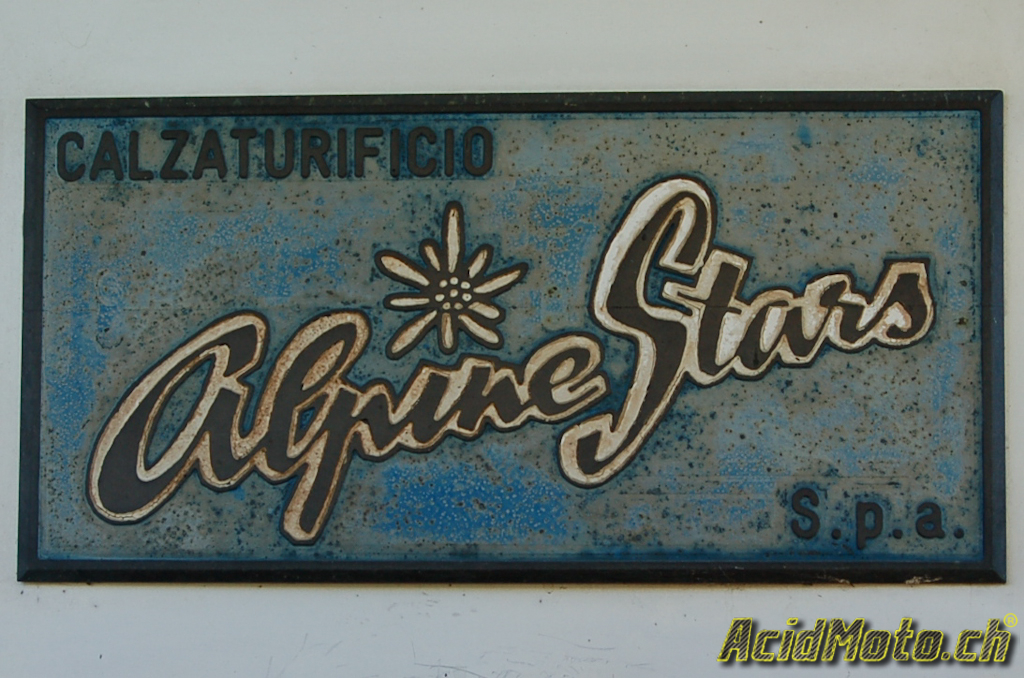 CALZATURIFICIO
Alpine Stars
S.p.a.
AcidMoto.ch®